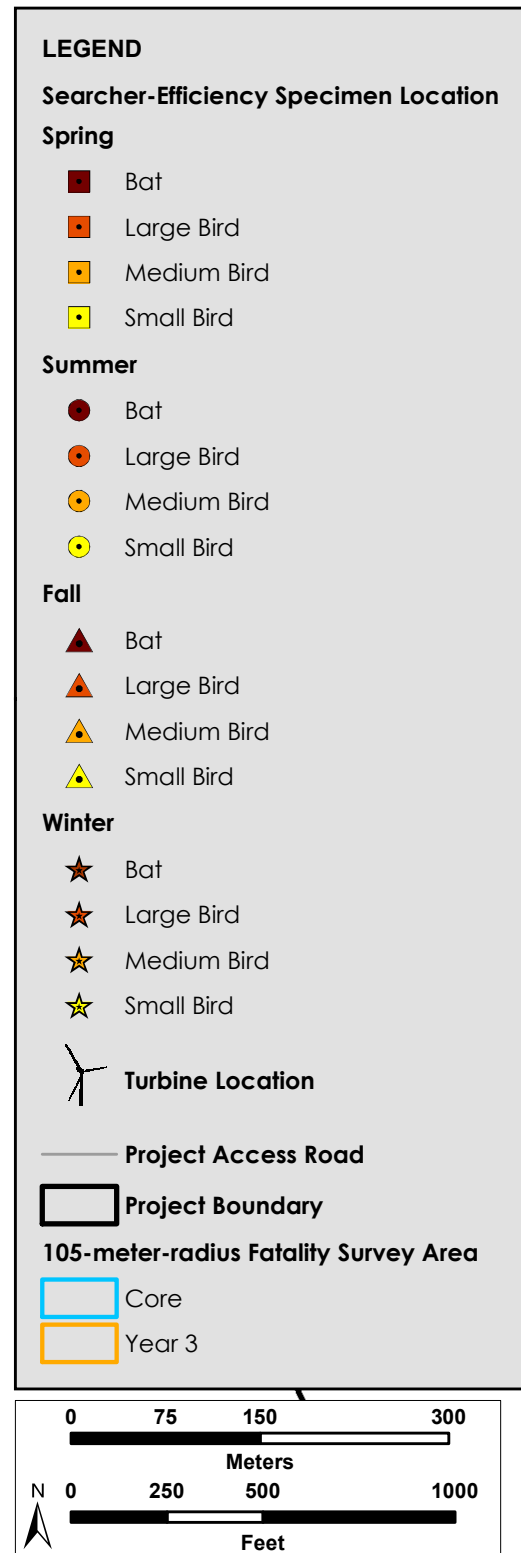 LEGEND
Searcher-Efficiency Specimen Location
Spring
Bat
Large Bird
Medium Bird
Small Bird
Summer
Bat
Large Bird
Medium Bird
Small Bird
Fall
Bat
Large Bird
Medium Bird
Small Bird
Winter
Bat
Large Bird
Medium Bird
Small Bird
Turbine Location
Project Access Road
Project Boundary
105-meter-radius Fatality Survey Area
Core
Year 3
0 75 150 300
Meters
N 0 250 500 1000
Feet